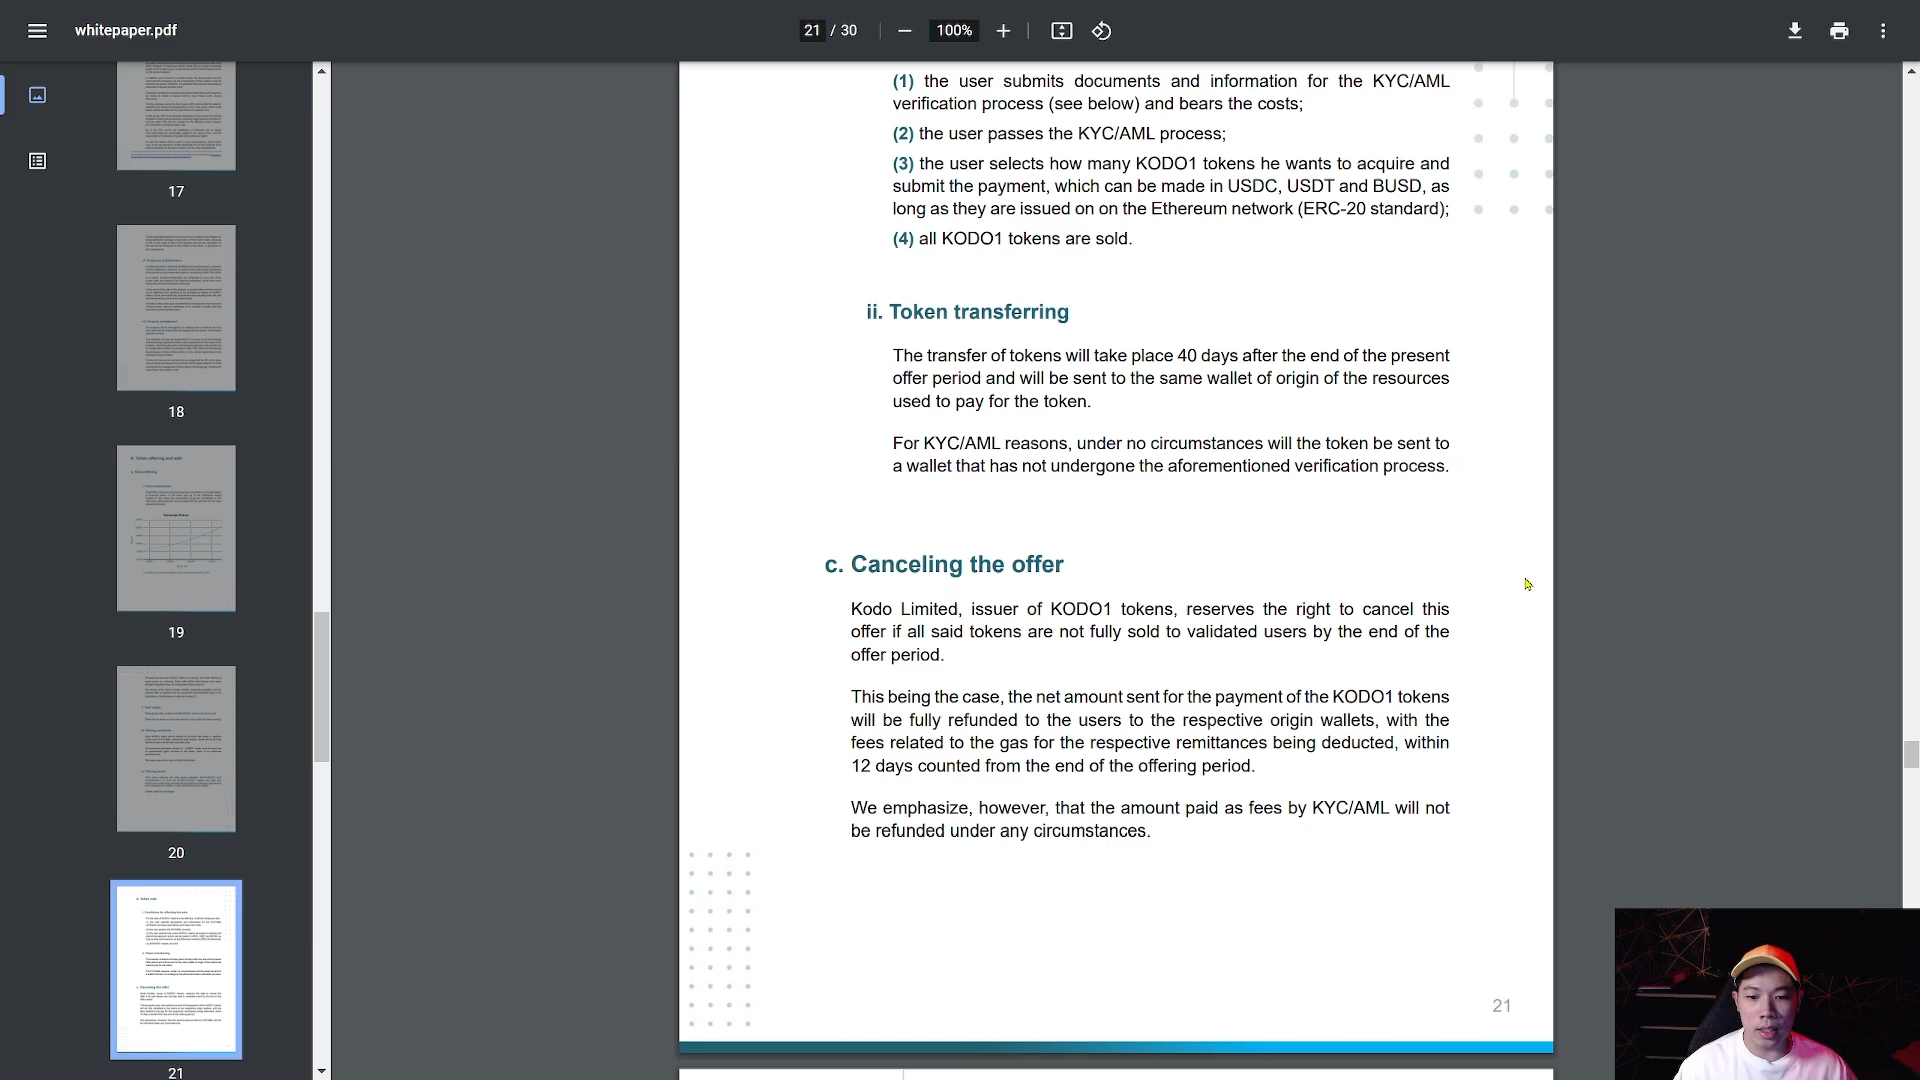 whitepaper.pdf
21 / 30
100%
17
18
19
20
21
(1) the user submits documents and information for the KYC/AML
verification process (see below) and bears the costs;
(2) the user passes the KYC/AML process;
(3) the user selects how many KODO1 tokens he wants to acquire and
submit the payment, which can be made in USDC, USDT and BUSD, as
long as they are issued on on the Ethereum network (ERC-20 standard);
(4) all KODO1 tokens are sold.
ii. Token transferring
The transfer of tokens will take place 40 days after the end of the present
offer period and will be sent to the same wallet of origin of the resources
used to pay for the token.
For KYC/AML reasons, under no circumstances will the token be sent to
a wallet that has not undergone the aforementioned verification process.
c. Canceling the offer
Kodo Limited, issuer of KODO1 tokens, reserves the right to cancel this
offer if all said tokens are not fully sold to validated users by the end of the
offer period.
This being the case, the net amount sent for the payment of the KODO1 tokens
will be fully refunded to the users to the respective origin wallets, with the
fees related to the gas for the respective remittances being deducted, within
12 days counted from the end of the offering period.
We emphasize, however, that the amount paid as fees by KYC/AML will not
be refunded under any circumstances.
21